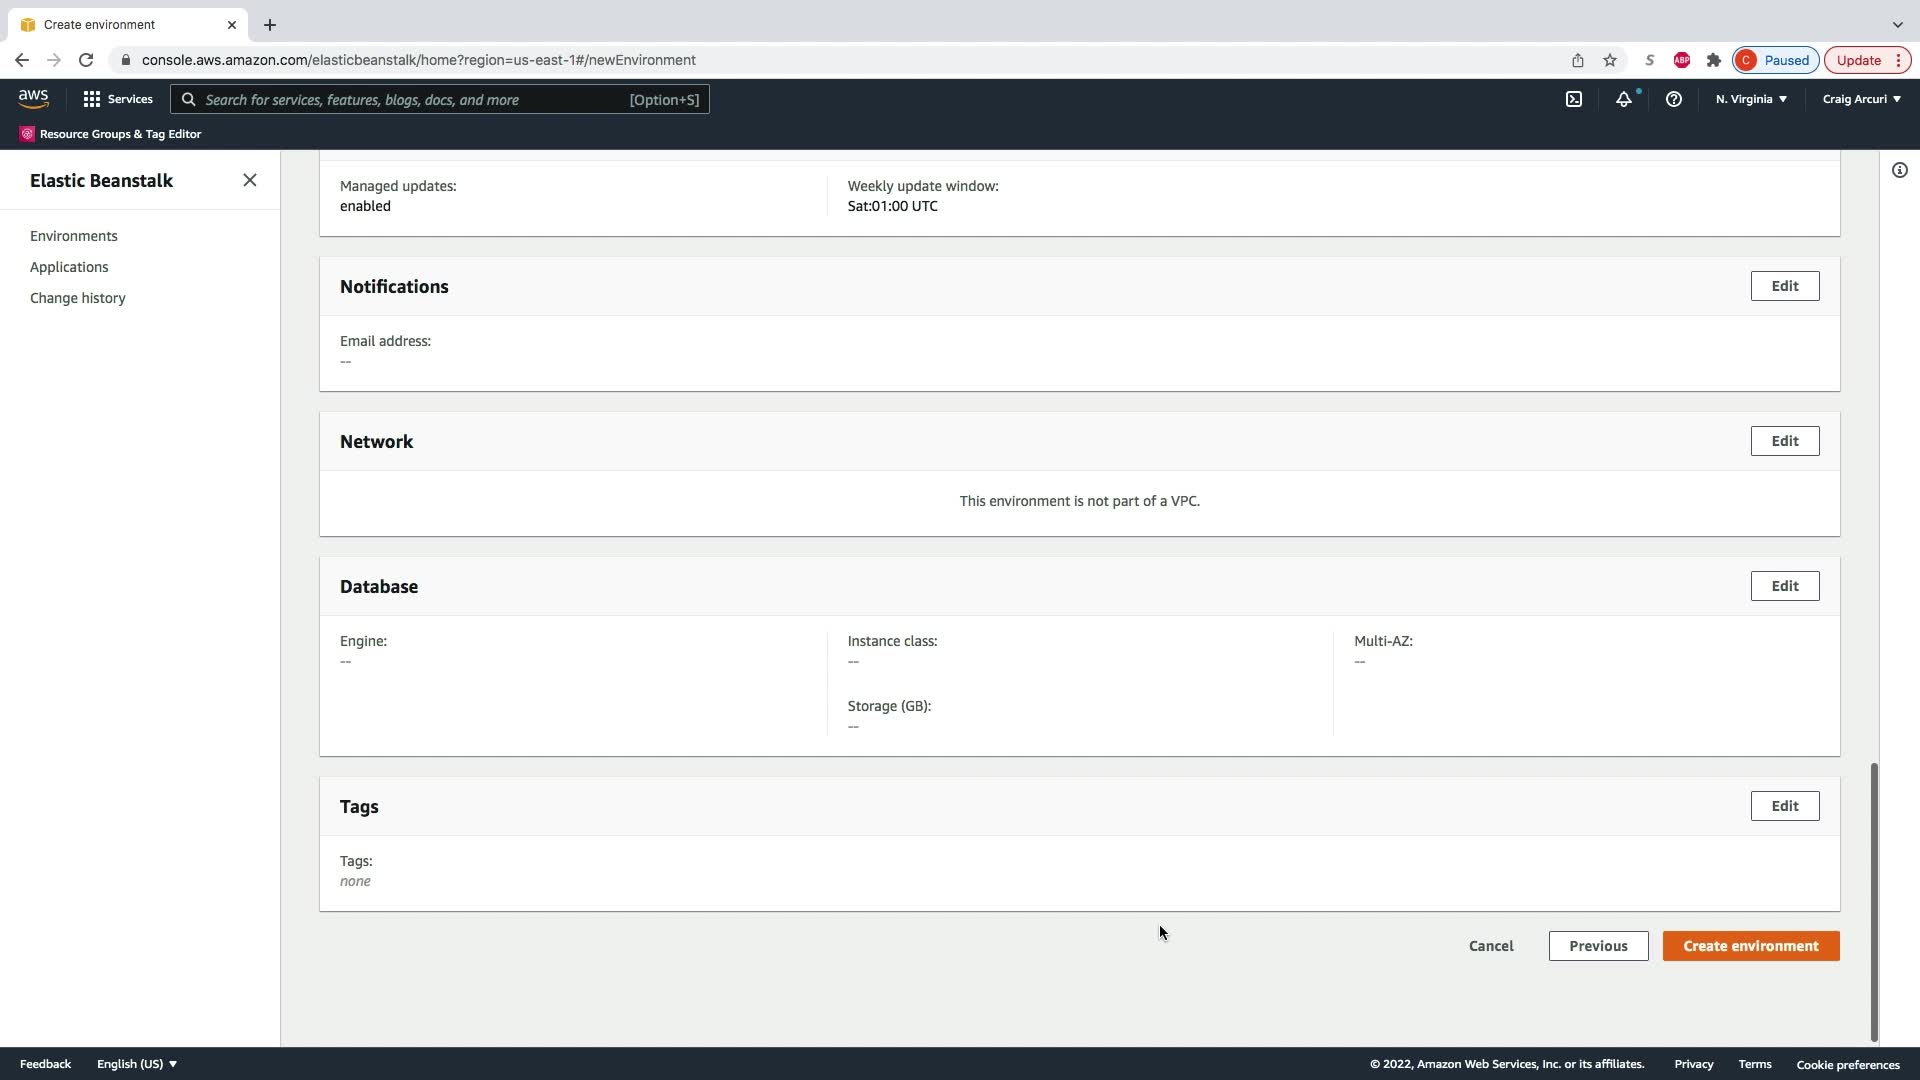 Create environment
console.aws.amazon.com/elasticbeanstalk/home?region=us-east-1#/newEnvironment
S
ABP
C Paused
Update
aws
Services
Search for services, features, blogs, docs, and more [Option+S]
N. Virginia
Craig Arcuri
Resource Groups & Tag Editor
Elastic Beanstalk
Environments
Applications
Change history
Managed updates:
enabled
Weekly update window:
Sat:01:00 UTC
Notifications
Edit
Email address:
--
Network
Edit
This environment is not part of a VPC.
Database
Edit
Engine:
--
Instance class:
--
Storage (GB):
--
Multi-AZ:
--
Tags
Edit
Tags:
none
Cancel
Previous
Create environment
Feedback
English (US)
© 2022, Amazon Web Services, Inc. or its affiliates.
Privacy
Terms
Cookie preferences